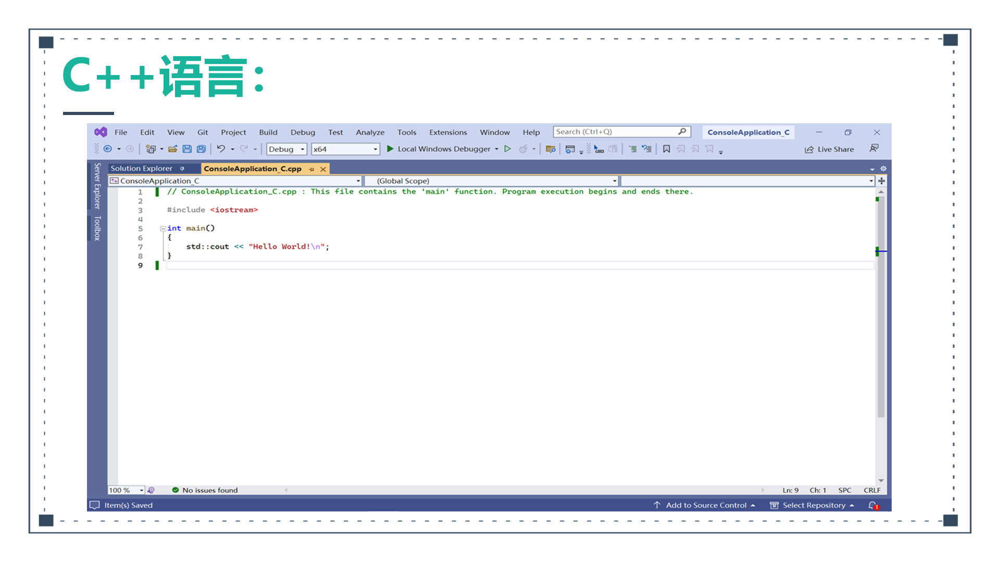 C++语言：
File Edit View Git Project Build Debug Test Analyze Tools Extensions Window Help Search (Ctrl+Q) ConsoleApplication_C
Debug x64 Local Windows Debugger Live Share
Server Explorer
Toolbox
Solution Explorer ConsoleApplication_C.cpp
ConsoleApplication_C (Global Scope)
1 // ConsoleApplication_C.cpp : This file contains the 'main' function. Program execution begins and ends there.
2
3 #include <iostream>
4
5 int main()
6 {
7 std::cout << "Hello World!\n";
8 }
9
100 % No issues found Ln: 9 Ch: 1 SPC CRLF
Item(s) Saved Add to Source Control Select Repository 1